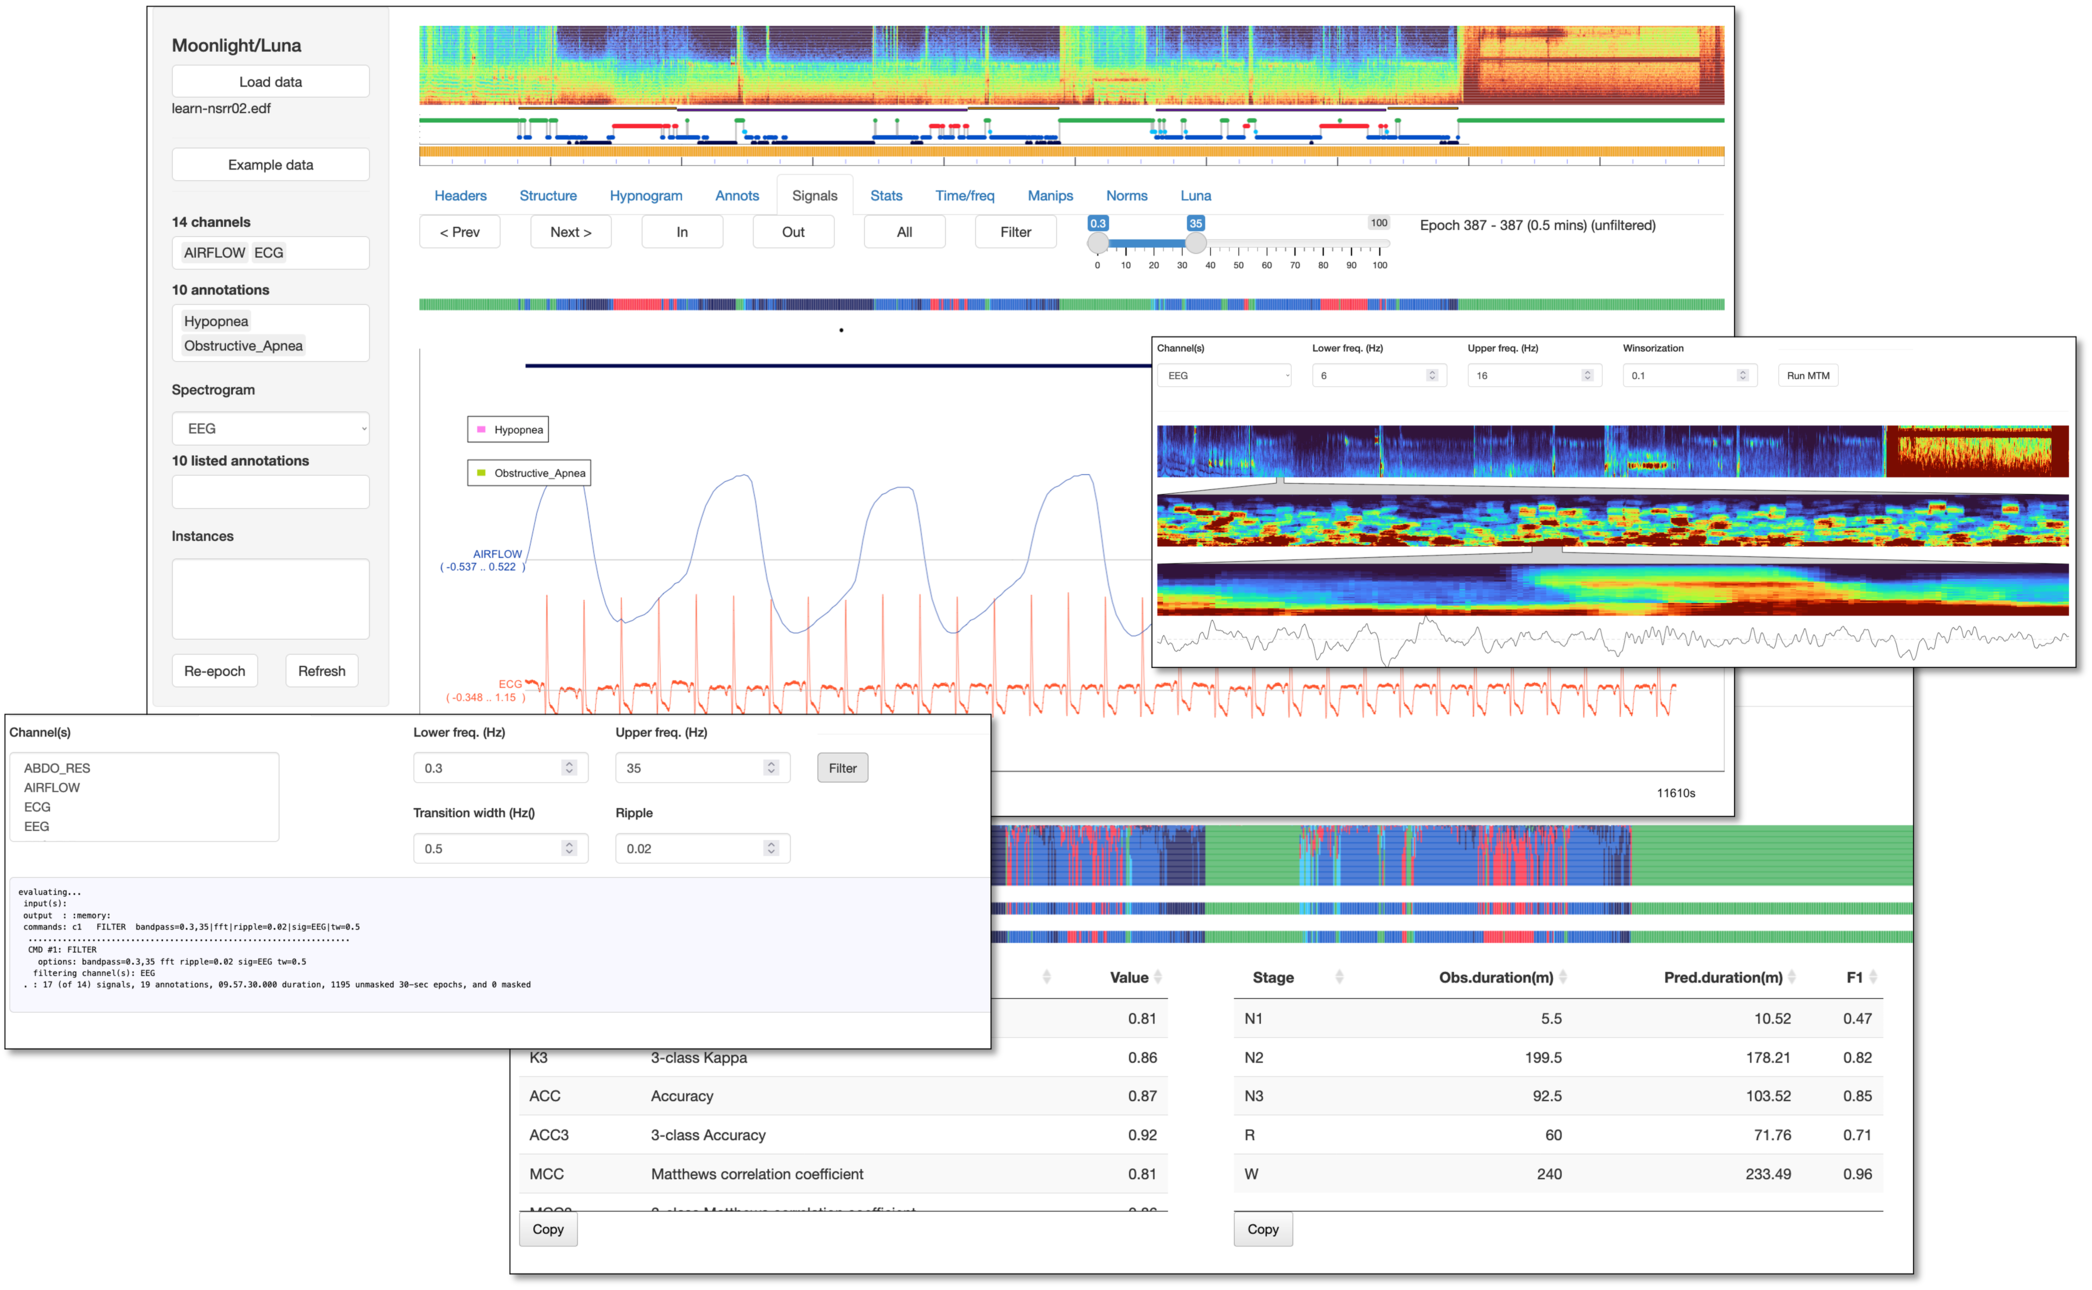 Moonlight/Luna
Load data
learn-nsrr02.edf
Example data
14 channels
AIRFLOW ECG
10 annotations
Hypopnea
Obstructive_Apnea
Spectrogram
EEG
10 listed annotations
Instances
Re-epoch Refresh
Headers Structure Hypnogram Annots Signals Stats Time/freq Manips Norms Luna
< Prev Next > In Out All Filter
0.3 35 100
0 10 20 30 40 50 60 70 80 90 100
Epoch 387 - 387 (0.5 mins) (unfiltered)
Hypopnea
Obstructive_Apnea
AIRFLOW
( -0.537 .. 0.522 )
ECG
( -0.348 .. 1.15 )
11610s
Channel(s) Lower freq. (Hz) Upper freq. (Hz) Winsorization
EEG 6 16 0.1 Run MTM
Channel(s) Lower freq. (Hz) Upper freq. (Hz)
ABDO_RES
AIRFLOW
ECG
EEG
0.3 35 Filter
Transition width (Hz() Ripple
0.5 0.02
evaluating...
input(s):
output : :memory:
commands: c1 FILTER bandpass=0.3,35|fft|ripple=0.02|sig=EEG|tw=0.5
..................................................................
CMD #1: FILTER
options: bandpass=0.3,35 fft ripple=0.02 sig=EEG tw=0.5
filtering channel(s): EEG
. : 17 (of 14) signals, 19 annotations, 09.57.30.000 duration, 1195 unmasked 30-sec epochs, and 0 masked
Value
0.81
K3 3-class Kappa 0.86
ACC Accuracy 0.87
ACC3 3-class Accuracy 0.92
MCC Matthews correlation coefficient 0.81
Copy
Stage Obs.duration(m) Pred.duration(m) F1
N1 5.5 10.52 0.47
N2 199.5 178.21 0.82
N3 92.5 103.52 0.85
R 60 71.76 0.71
W 240 233.49 0.96
Copy